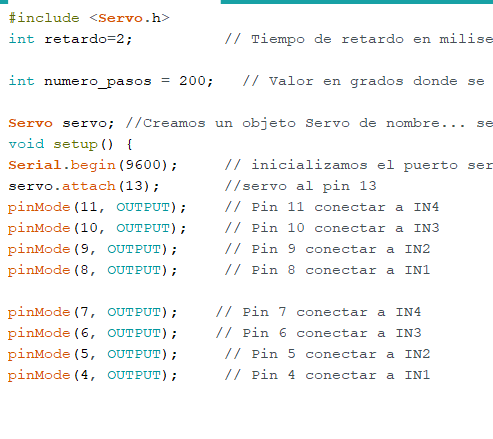 #include <Servo.h>
int retardo=2;          // Tiempo de retardo en milise
int numero_pasos = 200;   // Valor en grados donde se
Servo servo; //Creamos un objeto Servo de nombre... se
void setup() {
Serial.begin(9600);     // inicializamos el puerto ser
servo.attach(13);       //servo al pin 13
pinMode(11, OUTPUT);    // Pin 11 conectar a IN4
pinMode(10, OUTPUT);    // Pin 10 conectar a IN3
pinMode(9, OUTPUT);     // Pin 9 conectar a IN2
pinMode(8, OUTPUT);     // Pin 8 conectar a IN1
pinMode(7, OUTPUT);    // Pin 7 conectar a IN4
pinMode(6, OUTPUT);    // Pin 6 conectar a IN3
pinMode(5, OUTPUT);     // Pin 5 conectar a IN2
pinMode(4, OUTPUT);     // Pin 4 conectar a IN1